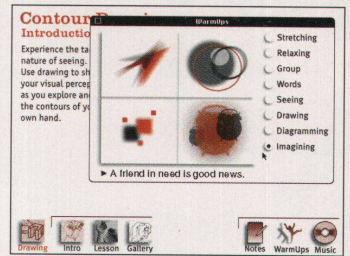 Contour
Introductio
Experience the ta
nature of seeing.
Use drawing to sh
your visual percep
as you explore and
the contours of yo
own hand.
WarmUps
Stretching
Relaxing
Group
Words
Seeing
Drawing
Diagramming
Imagining
► A friend in need is good news.
Drawing
Intro
Lesson
Gallery
Notes
WarmUps
Music